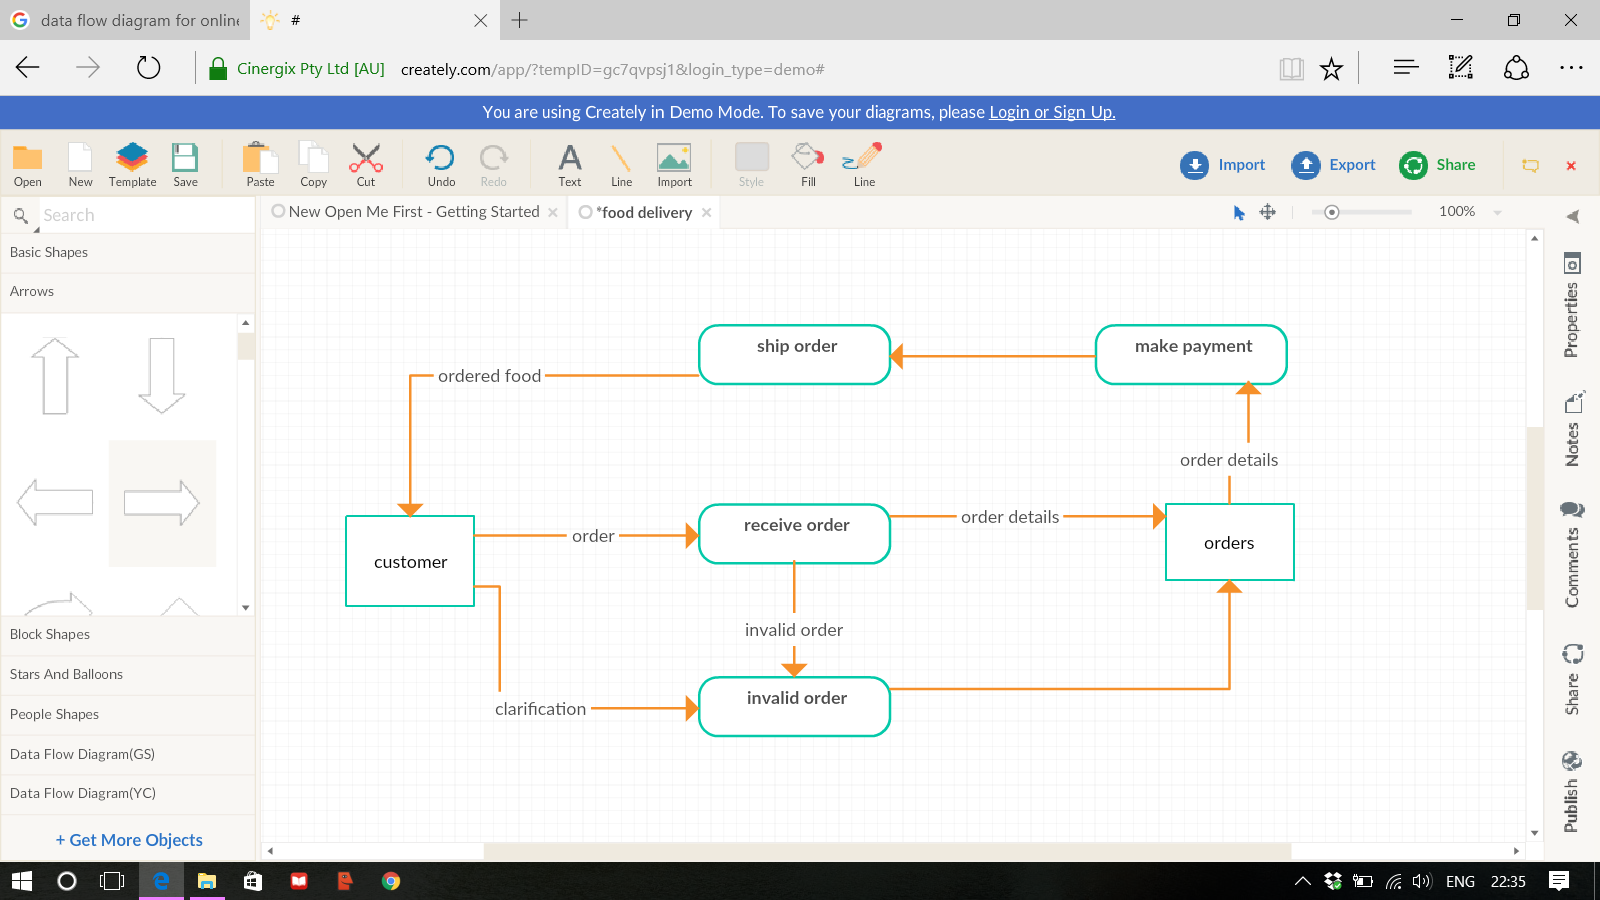 data flow diagram for online
#
Cinergix Pty Ltd [AU] creately.com/app/?tempID=gc7qvpsj1&login_type=demo#
You are using Creately in Demo Mode. To save your diagrams, please Login or Sign Up.
Open New Template Save Paste Copy Cut Undo Redo Text Line Import Style Fill Line
Import Export Share
Search
New Open Me First - Getting Started
*food delivery
100%
Basic Shapes
Arrows
Block Shapes
Stars And Balloons
People Shapes
Data Flow Diagram(GS)
Data Flow Diagram(YC)
+ Get More Objects
ship order
make payment
ordered food
order details
customer
order
receive order
order details
orders
invalid order
clarification
invalid order
Properties
Notes
Comments
Share
Publish
ENG 22:35